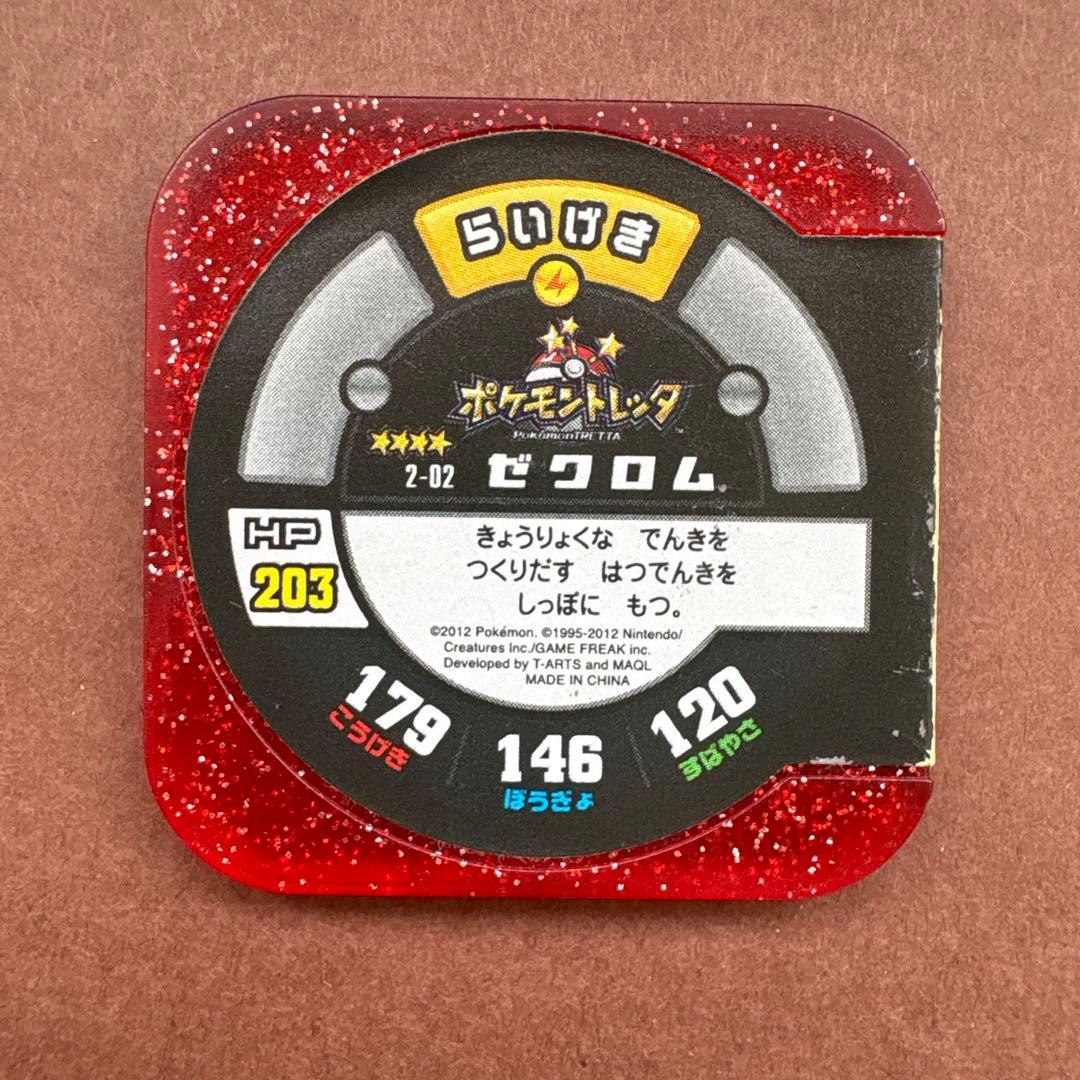 らいげき
ポケモントレッタ
PokémonTRETTA
TM
★★★★
2-02
ゼクロム
HP
203
きょうりょくな でんきを
つくりだす はつでんきを
しっぽに もつ。
©2012 Pokémon. ©1995-2012 Nintendo/
Creatures Inc./GAME FREAK inc.
Developed by T-ARTS and MAQL
MADE IN CHINA
179
こうげき
146
ぼうぎょ
120
すばやさ